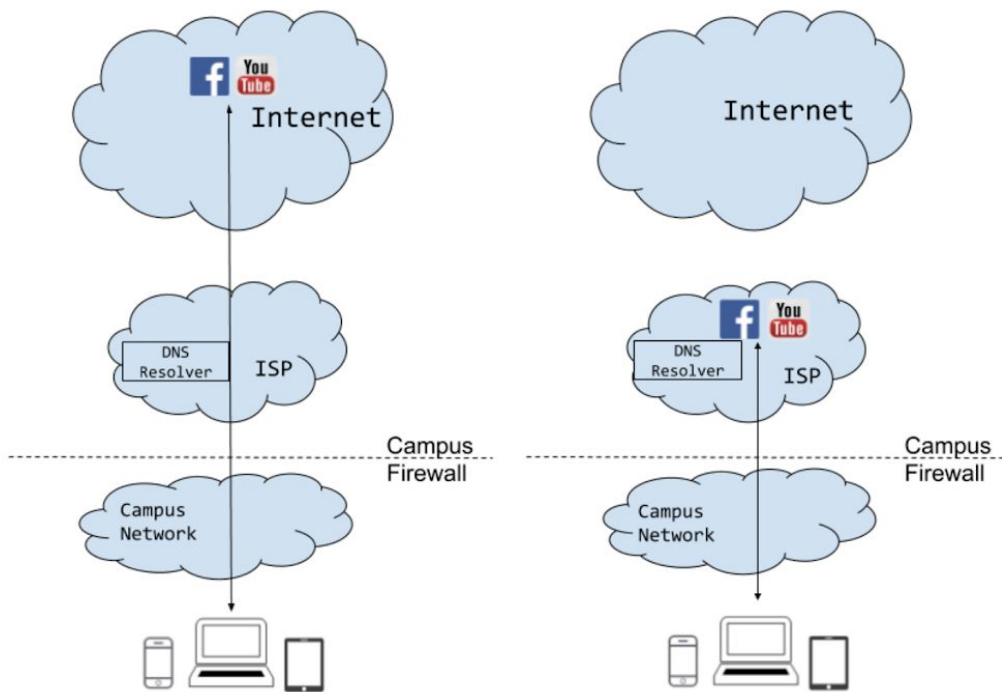 f You
Tube
Internet
DNS
Resolver
ISP
Campus
Firewall
Campus
Network
Internet
f You
Tube
DNS
Resolver
ISP
Campus
Firewall
Campus
Network